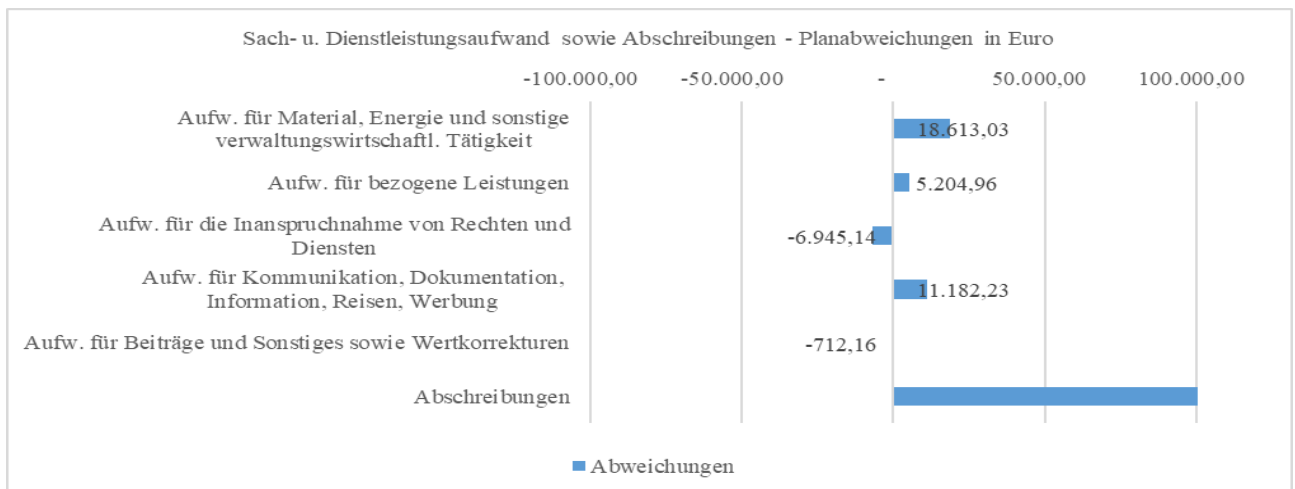 Sach- u. Dienstleistungsaufwand sowie Abschreibungen - Planabweichungen in Euro
-100.000,00 -50.000,00 - 50.000,00 100.000,00
Aufw. für Material, Energie und sonstige
verwaltungswirtschaftl. Tätigkeit
18.613,03
Aufw. für bezogene Leistungen
5.204,96
Aufw. für die Inanspruchnahme von Rechten und
Diensten
-6.945,14
Aufw. für Kommunikation, Dokumentation,
Information, Reisen, Werbung
11.182,23
Aufw. für Beiträge und Sonstiges sowie Wertkorrekturen
-712,16
Abschreibungen
Abweichungen